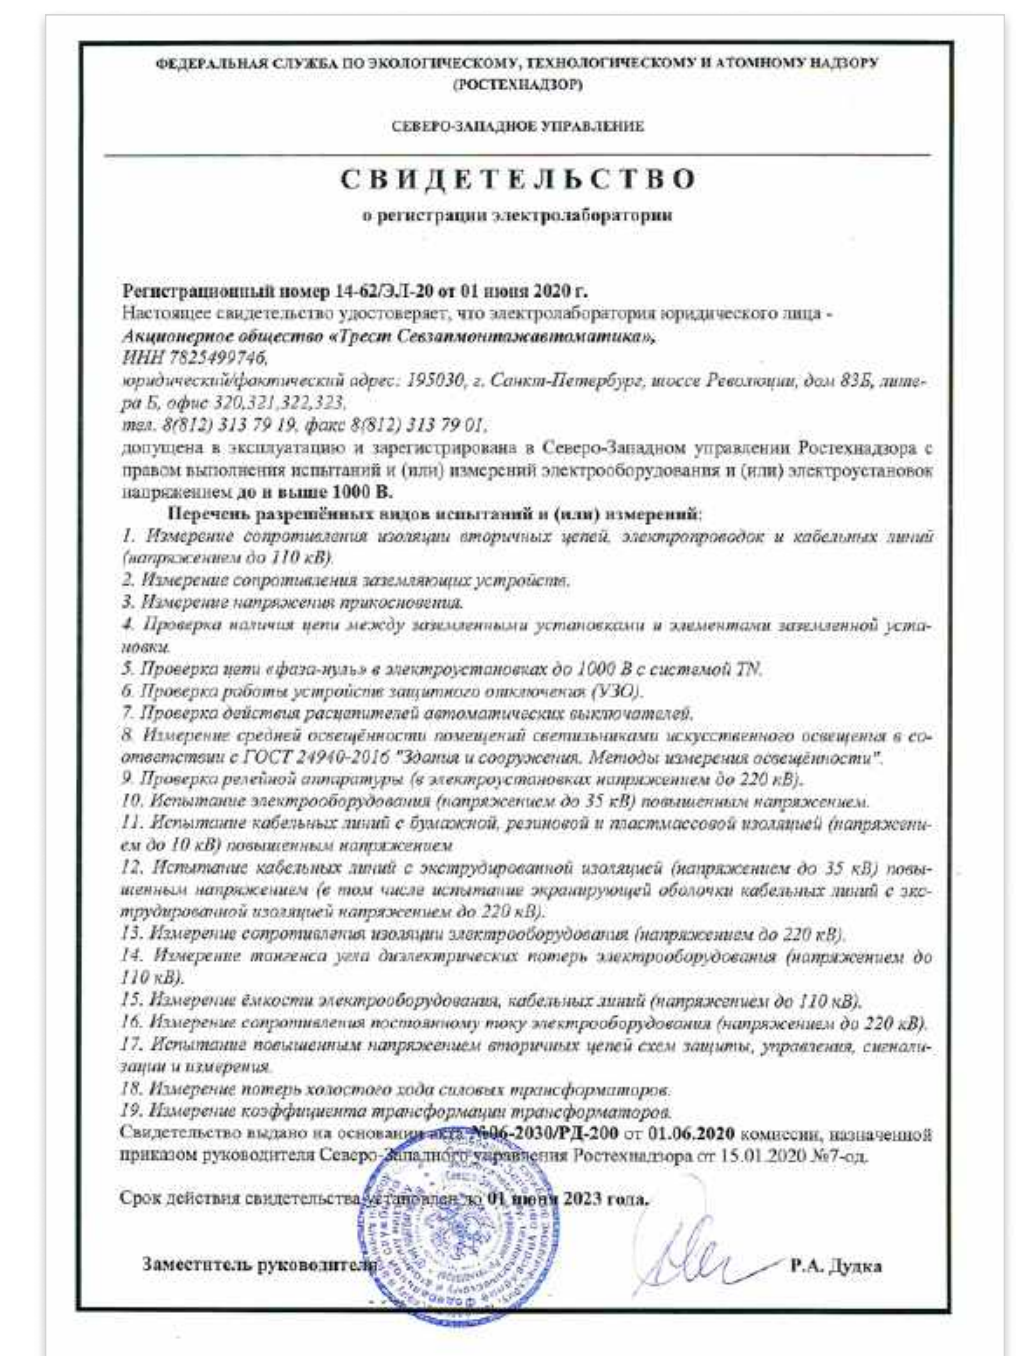 ФЕДЕРАЛЬНАЯ СЛУЖБА ПО ЭКОЛОГИЧЕСКОМУ, ТЕХНОЛОГИЧЕСКОМУ И АТОМНОМУ НАДЗОРУ
(РОСТЕХНАДЗОР)
СЕВЕРО-ЗАПАДНОЕ УПРАВЛЕНИЕ
СВИДЕТЕЛЬСТВО
о регистрации электролаборатории
Регистрационный номер 14-62/ЭЛ-20 от 01 июня 2020 г.
Настоящее свидетельство удостоверяет, что электролаборатория юридического лица -
Акционерное общество «Трест Севзапмонтажавтоматика»,
ИНН 7825499746,
юридический/фактический адрес: 195030, г. Санкт-Петербург, шоссе Революции, дом 83Б, лите-
ра Б, офис 320,321,322,323,
тел. 8(812) 313 79 19, факс 8(812) 313 79 01,
допущена в эксплуатацию и зарегистрирована в Северо-Западном управлении Ростехнадзора с
правом выполнения испытаний и (или) измерений электрооборудования и (или) электроустановок
напряжением до и выше 1000 В.
Перечень разрешённых видов испытаний и (или) измерений:
1. Измерение сопротивления изоляции вторичных цепей, электропроводок и кабельных линий
(напряжением до 110 кВ).
2. Измерение сопротивления заземляющих устройств.
3. Измерение напряжения прикосновения.
4. Проверка наличия цепи между заземленными установками и элементами заземленной уста-
новки.
5. Проверка цепи «фаза-нуль» в электроустановках до 1000 В с системой TN.
6. Проверка работы устройств защитного отключения (УЗО).
7. Проверка действия расцепителей автоматических выключателей.
8. Измерение средней освещённости помещений светильниками искусственного освещения в со-
ответствии с ГОСТ 24940-2016 "Здания и сооружения. Методы измерения освещённости".
9. Проверка релейной аппаратуры (в электроустановках напряжением до 220 кВ).
10. Испытание электрооборудования (напряжением до 35 кВ) повышенным напряжением.
11. Испытание кабельных линий с бумажной, резиновой и пластмассовой изоляцией (напряжени-
ем до 10 кВ) повышенным напряжением
12. Испытание кабельных линий с экструдированной изоляцией (напряжением до 35 кВ) повы-
шенным напряжением (в том числе испытание экранирующей оболочки кабельных линий с экс-
трудированной изоляцией напряжением до 220 кВ).
13. Измерение сопротивления изоляции электрооборудования (напряжением до 220 кВ).
14. Измерение тангенса угла диэлектрических потерь электрооборудования (напряжением до
110 кВ).
15. Измерение ёмкости электрооборудования, кабельных линий (напряжением до 110 кВ).
16. Измерение сопротивления постоянному току электрооборудования (напряжением до 220 кВ).
17. Испытание повышенным напряжением вторичных цепей схем защиты, управления, сигнали-
зации и измерения.
18. Измерение потерь холостого хода силовых трансформаторов.
19. Измерение коэффициента трансформации трансформаторов.
Свидетельство выдано на основании акта №06-2030/РД-200 от 01.06.2020 комиссии, назначенной
приказом руководителя Северо-Западного управления Ростехнадзора от 15.01.2020 №7-од.
Срок действия свидетельства установлен до 01 июня 2023 года.
Заместитель руководителя
Р.А. Дудка